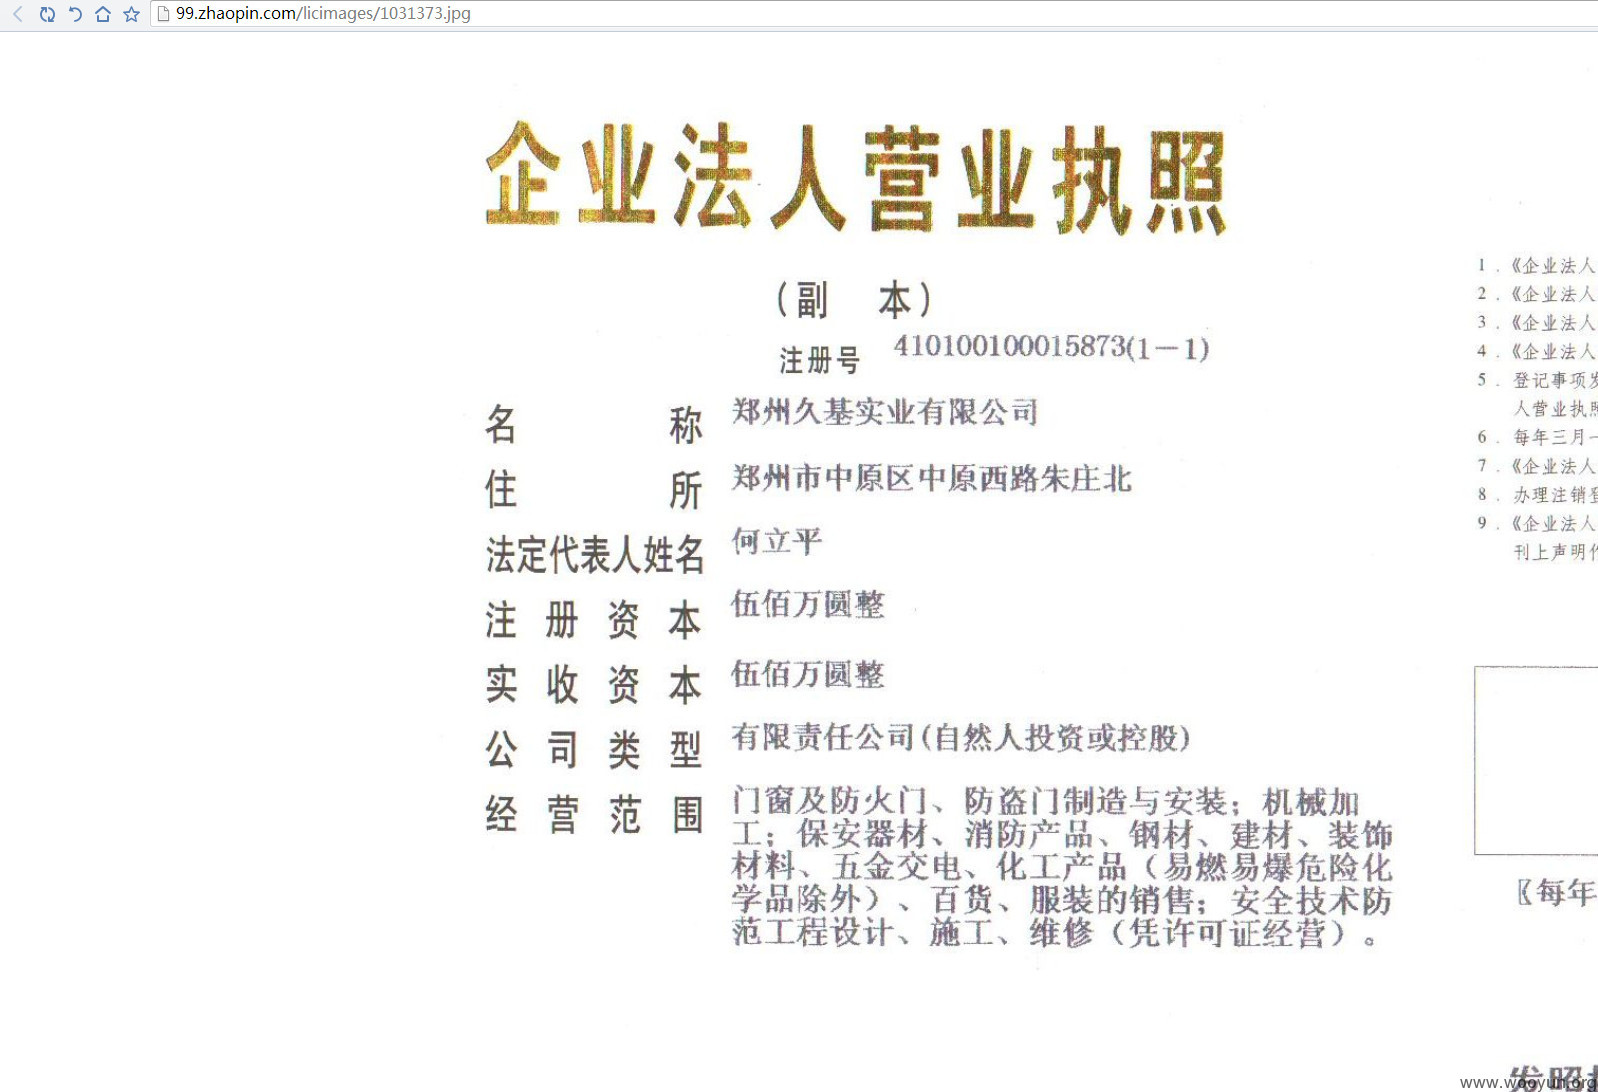 99.zhaopin.com/licimages/1031373.jpg
企业法人营业执照
（副 本）
注册号 410100100015873(1－1)
名 称 郑州久基实业有限公司
住 所 郑州市中原区中原西路朱庄北
法定代表人姓名 何立平
注 册 资 本 伍佰万圆整
实 收 资 本 伍佰万圆整
公 司 类 型 有限责任公司(自然人投资或控股)
经 营 范 围 门窗及防火门、防盗门制造与安装；机械加
工；保安器材、消防产品、钢材、建材、装饰
材料、五金交电、化工产品（易燃易爆危险化
学品除外）、百货、服装的销售；安全技术防
范工程设计、施工、维修（凭许可证经营）。
1．《企业法人
2．《企业法人
3．《企业法人
4．《企业法人
5．登记事项发
人营业执照
6．每年三月一
7．《企业法人
8．办理注销登
9．《企业法人
刊上声明作
〖每年
发照
www.wooyun.org